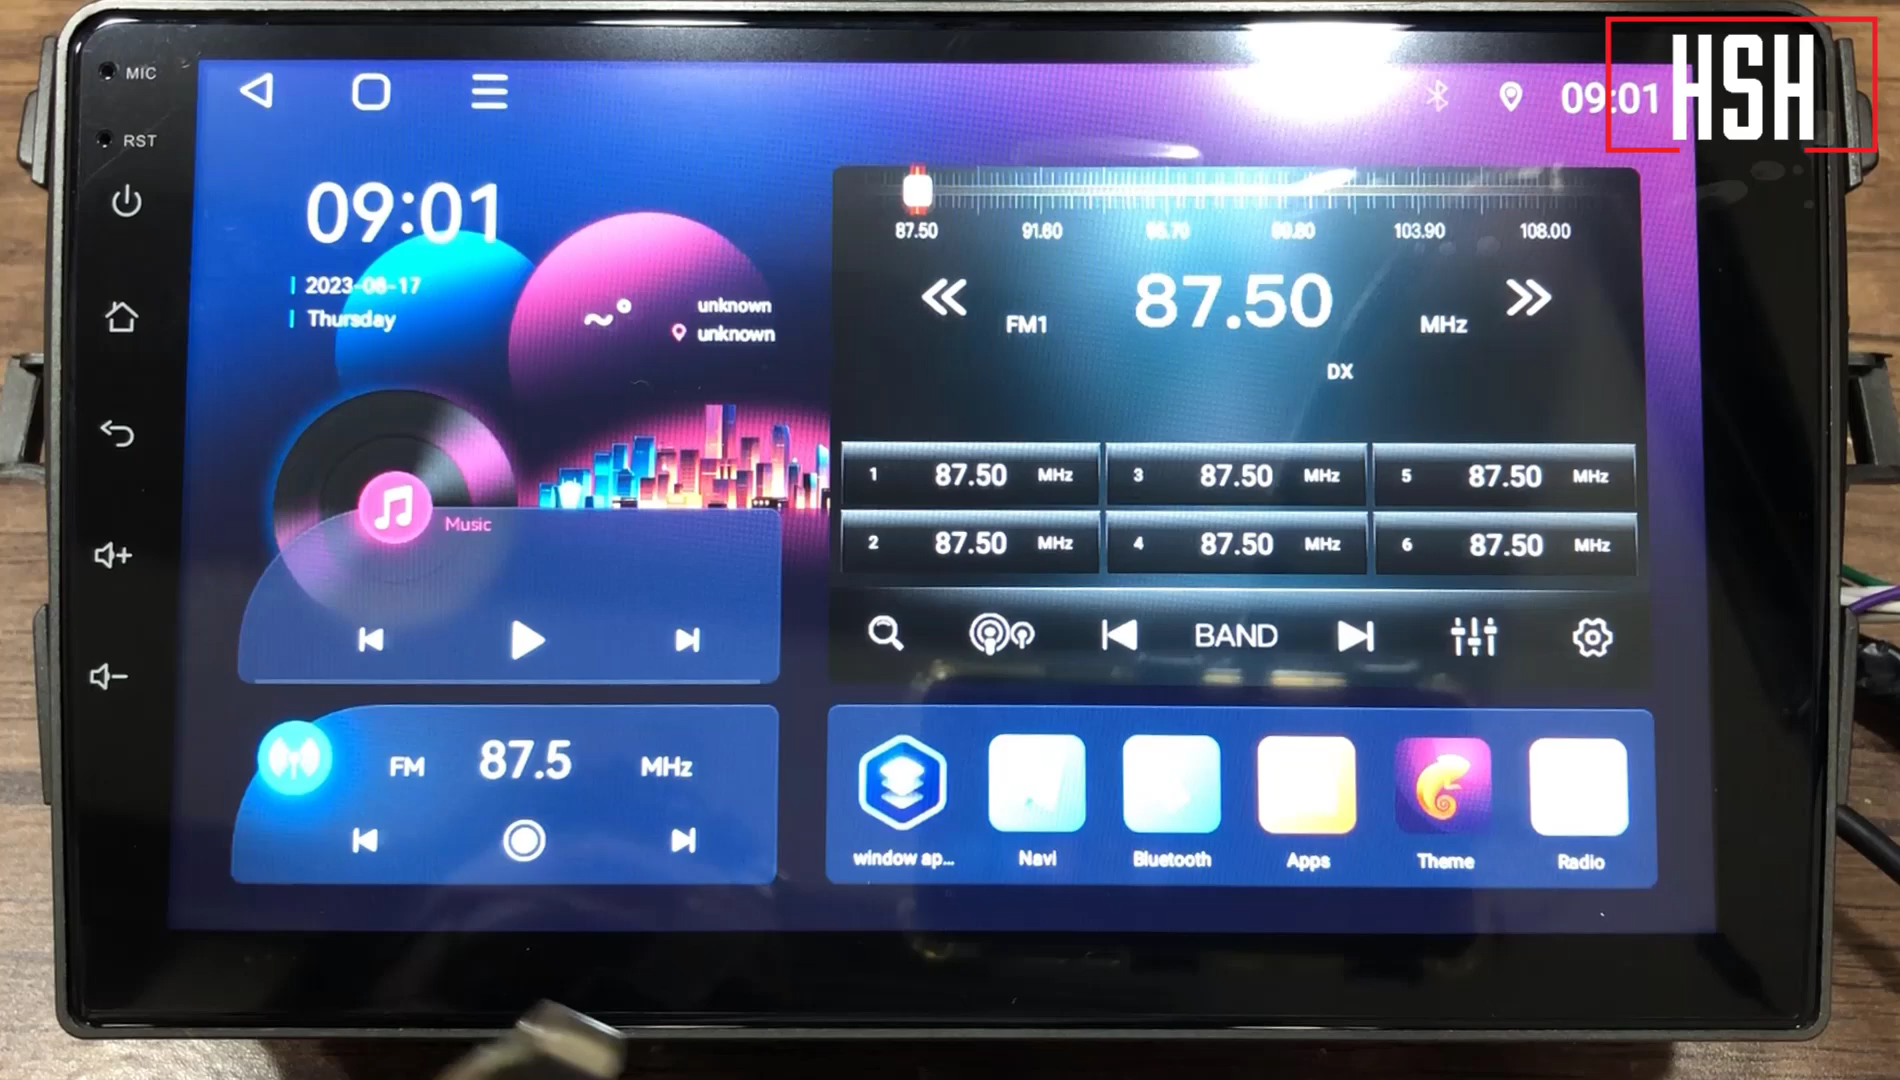 MIC
RST
09:01
HSH
09:01
2023-08-17
Thursday
unknown
unknown
Music
FM 87.5 MHz
87.50 91.60 95.70 99.80 103.90 108.00
FM1 87.50 MHz
DX
1 87.50 MHz 3 87.50 MHz 5 87.50 MHz
2 87.50 MHz 4 87.50 MHz 6 87.50 MHz
BAND
window ap... Navi Bluetooth Apps Theme Radio